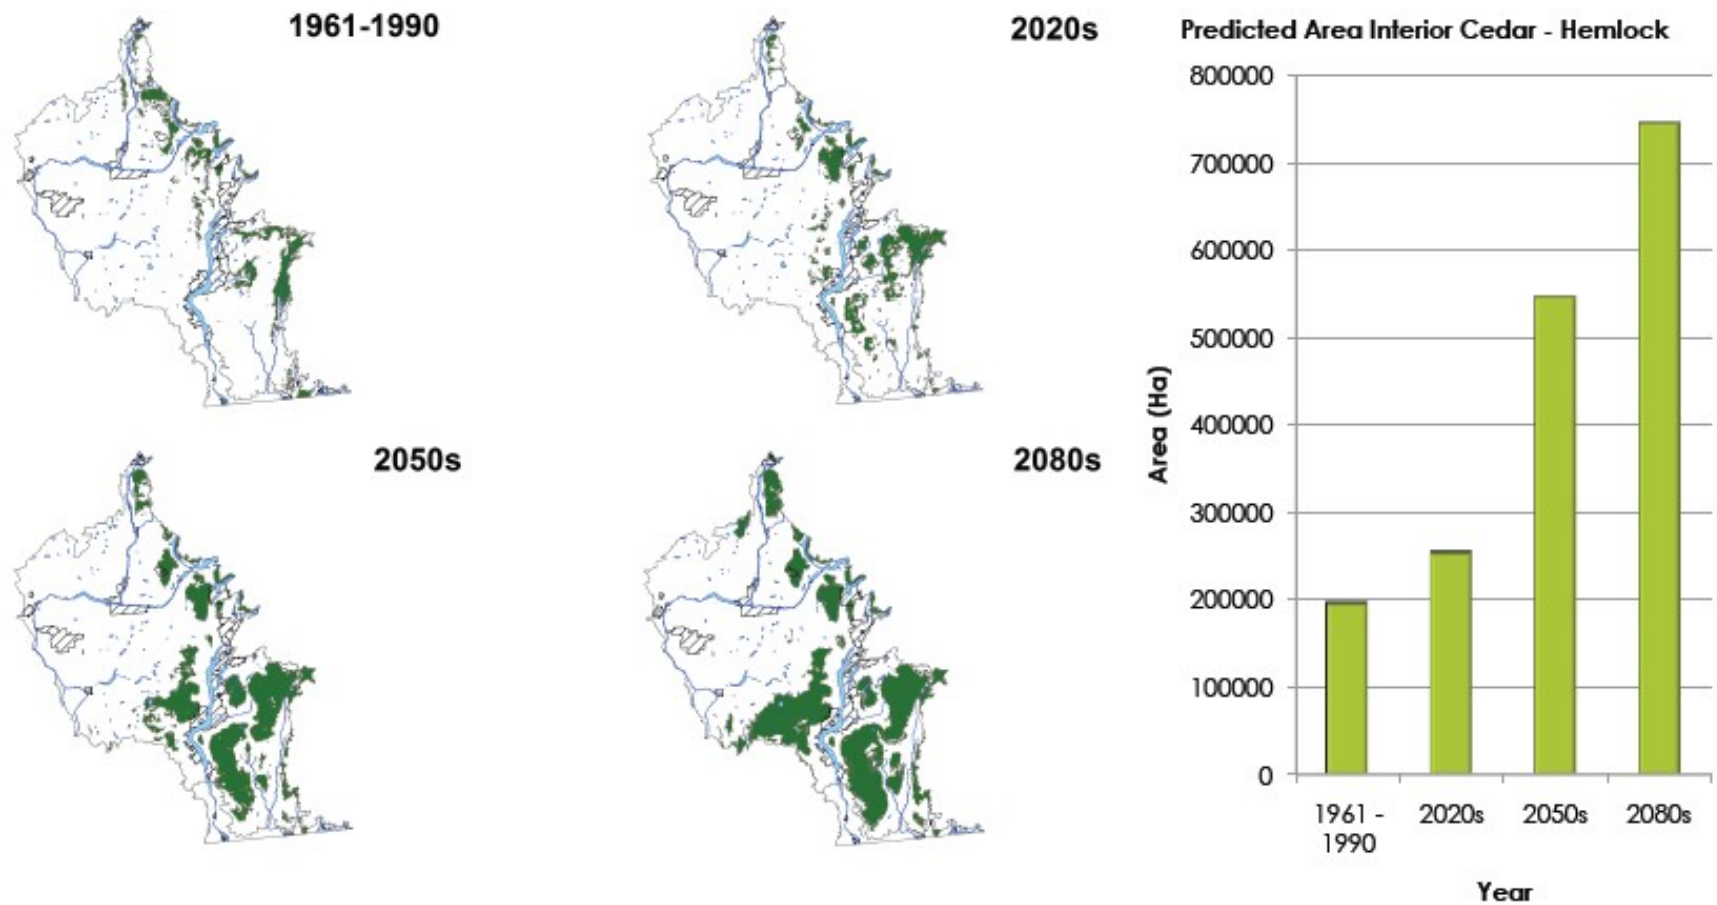 1961-1990
2020s
2050s
2080s
Predicted Area Interior Cedar - Hemlock
800000
700000
600000
500000
400000
300000
200000
100000
0
Area (Ha)
1961 -
1990
2020s
2050s
2080s
Year